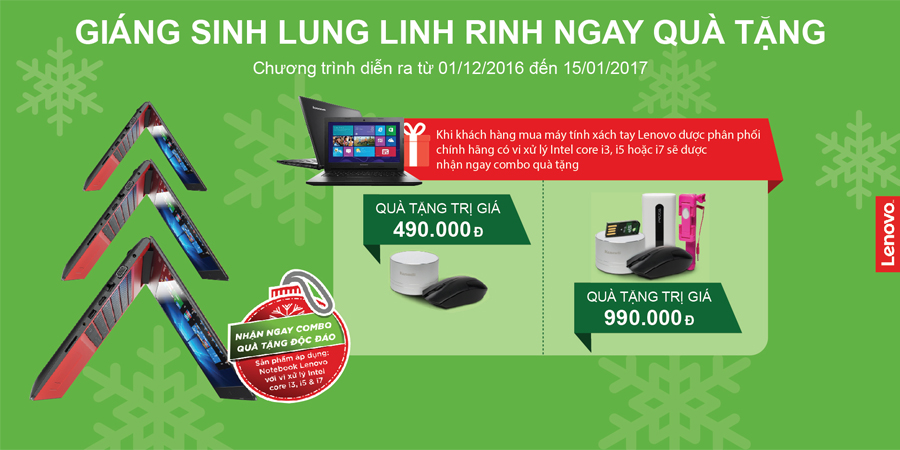 GIÁNG SINH LUNG LINH RINH NGAY QUÀ TẶNG
Chương trình diễn ra từ 01/12/2016 đến 15/01/2017
Khi khách hàng mua máy tính xách tay Lenovo được phân phối
chính hãng có vi xử lý Intel core i3, i5 hoặc i7 sẽ được
nhận ngay combo quà tặng
QUÀ TẶNG TRỊ GIÁ
490.000 Đ
QUÀ TẶNG TRỊ GIÁ
990.000 Đ
NHẬN NGAY COMBO
QUÀ TẶNG ĐỘC ĐÁO
Sản phẩm áp dụng:
Notebook Lenovo
với vi xử lý Intel
core i3, i5 & i7
Lenovo